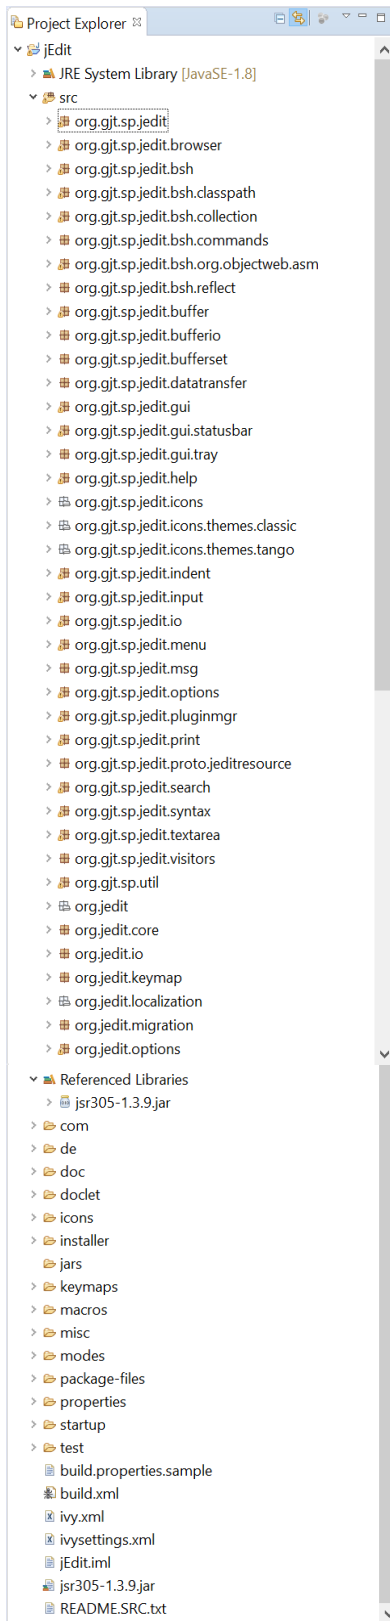 Project Explorer
jEdit
JRE System Library [JavaSE-1.8]
src
org.gjt.sp.jedit
org.gjt.sp.jedit.browser
org.gjt.sp.jedit.bsh
org.gjt.sp.jedit.bsh.classpath
org.gjt.sp.jedit.bsh.collection
org.gjt.sp.jedit.bsh.commands
org.gjt.sp.jedit.bsh.org.objectweb.asm
org.gjt.sp.jedit.bsh.reflect
org.gjt.sp.jedit.buffer
org.gjt.sp.jedit.bufferio
org.gjt.sp.jedit.bufferset
org.gjt.sp.jedit.datatransfer
org.gjt.sp.jedit.gui
org.gjt.sp.jedit.gui.statusbar
org.gjt.sp.jedit.gui.tray
org.gjt.sp.jedit.help
org.gjt.sp.jedit.icons
org.gjt.sp.jedit.icons.themes.classic
org.gjt.sp.jedit.icons.themes.tango
org.gjt.sp.jedit.indent
org.gjt.sp.jedit.input
org.gjt.sp.jedit.io
org.gjt.sp.jedit.menu
org.gjt.sp.jedit.msg
org.gjt.sp.jedit.options
org.gjt.sp.jedit.pluginmgr
org.gjt.sp.jedit.print
org.gjt.sp.jedit.proto.jeditresource
org.gjt.sp.jedit.search
org.gjt.sp.jedit.syntax
org.gjt.sp.jedit.textarea
org.gjt.sp.jedit.visitors
org.gjt.sp.util
org.jedit
org.jedit.core
org.jedit.io
org.jedit.keymap
org.jedit.localization
org.jedit.migration
org.jedit.options
Referenced Libraries
jsr305-1.3.9.jar
com
de
doc
doclet
icons
installer
jars
keymaps
macros
misc
modes
package-files
properties
startup
test
build.properties.sample
build.xml
ivy.xml
ivysettings.xml
jEdit.iml
jsr305-1.3.9.jar
README.SRC.txt